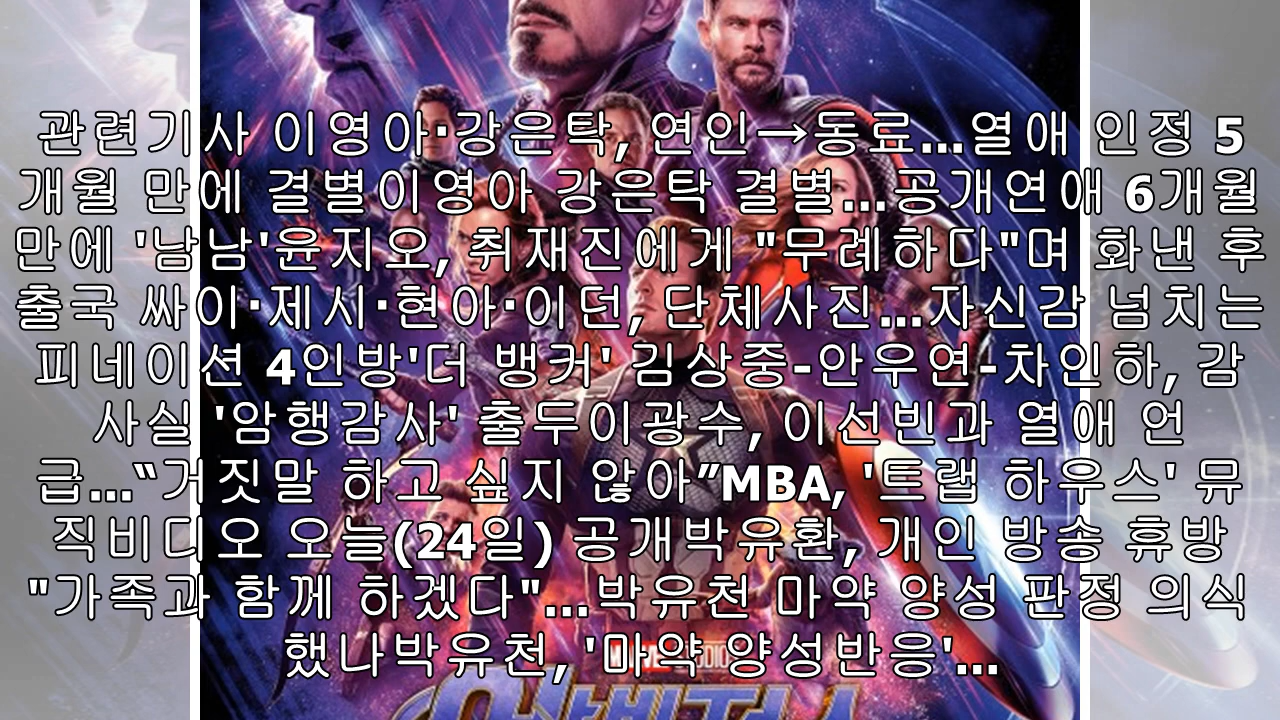 관련기사 이영아·강은탁, 연인→동료...열애 인정 5
개월 만에 결별이영아 강은탁 결별...공개연애 6개월
만에 '남남'윤지오, 취재진에게 "무례하다"며 화낸 후
출국 싸이·제시·현아·이던, 단체사진...자신감 넘치는
피네이션 4인방'더 뱅커' 김상중-안우연-차인하, 감
사실 '암행감사' 출두이광수, 이선빈과 열애 언
급...“거짓말 하고 싶지 않아”MBA, '트랩 하우스' 뮤
직비디오 오늘(24일) 공개박유환, 개인 방송 휴방
"가족과 함께 하겠다"...박유천 마약 양성 판정 의식
했나박유천, '마약 양성반응'...
MARVEL STUDIOS
어벤져스